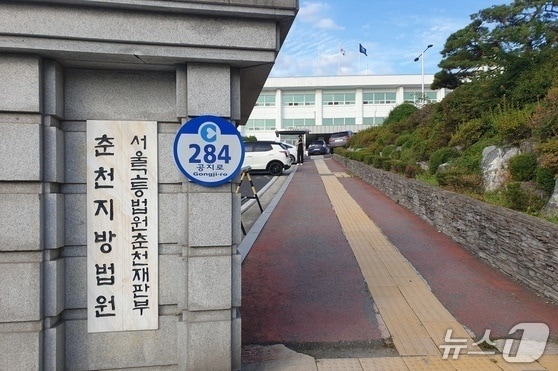 서울고등법원춘천재판부
춘천지방법원
284
공지로
Gongji-ro
뉴스1